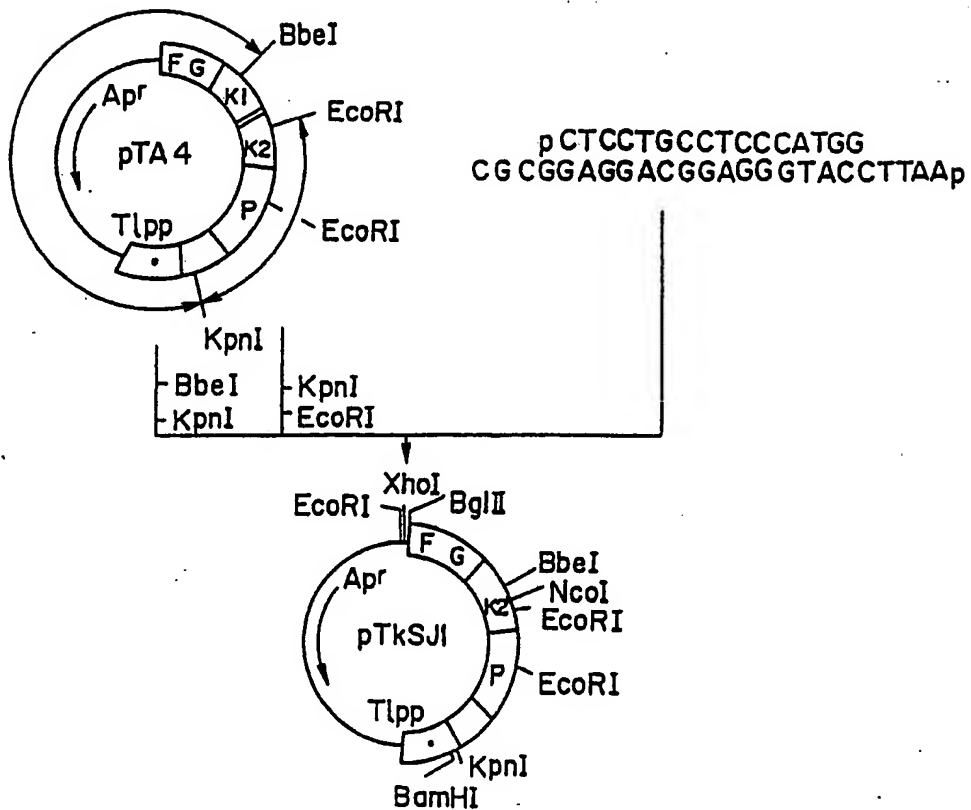 BbeI
F G
K1
Apr
EcoRI
pTA4
K2
p CTCCTGCCTCCCATGG
CGCGGAGGACGGAGGGTACCTTAAp
P
Tlpp
EcoRI
KpnI
BbeI
KpnI
KpnI
EcoRI
XhoI
EcoRI
BglII
F G
BbeI
Apr
NcoI
K2
EcoRI
pTkSJ1
P
EcoRI
Tlpp
KpnI
BamHI